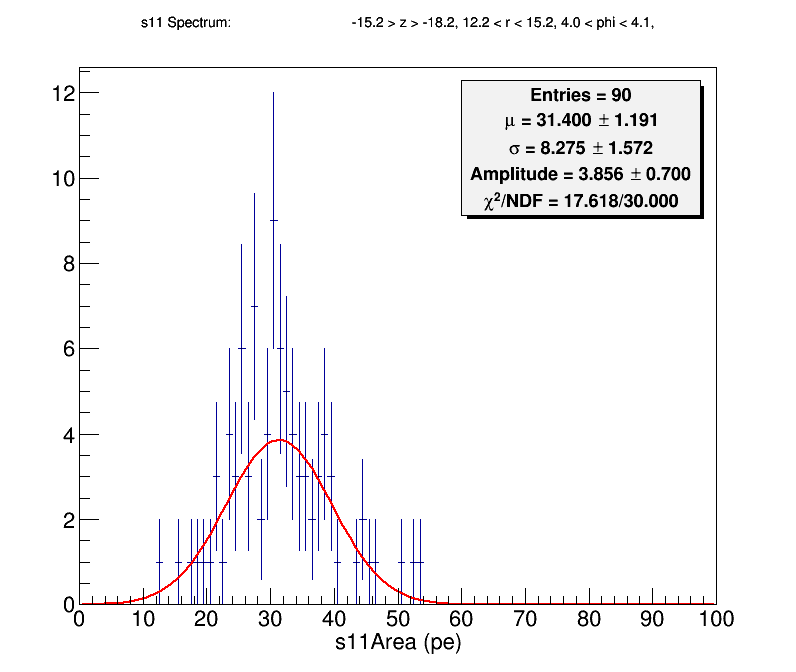 s11 Spectrum: -15.2 > z > -18.2, 12.2 < r < 15.2, 4.0 < phi < 4.1,
Entries = 90
μ = 31.400 ± 1.191
σ = 8.275 ± 1.572
Amplitude = 3.856 ± 0.700
χ²/NDF = 17.618/30.000
12
10
8
6
4
2
0
0 10 20 30 40 50 60 70 80 90 100
s11Area (pe)